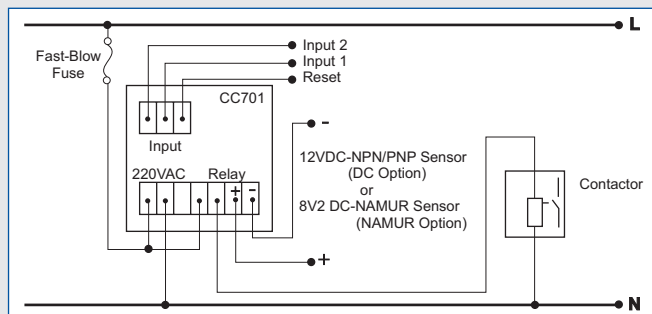 L
Fast-Blow
Fuse
Input 2
Input 1
Reset
CC701
Input
220VAC Relay
+ -
-
12VDC-NPN/PNP Sensor
(DC Option)
or
8V2 DC-NAMUR Sensor
(NAMUR Option)
+
Contactor
N